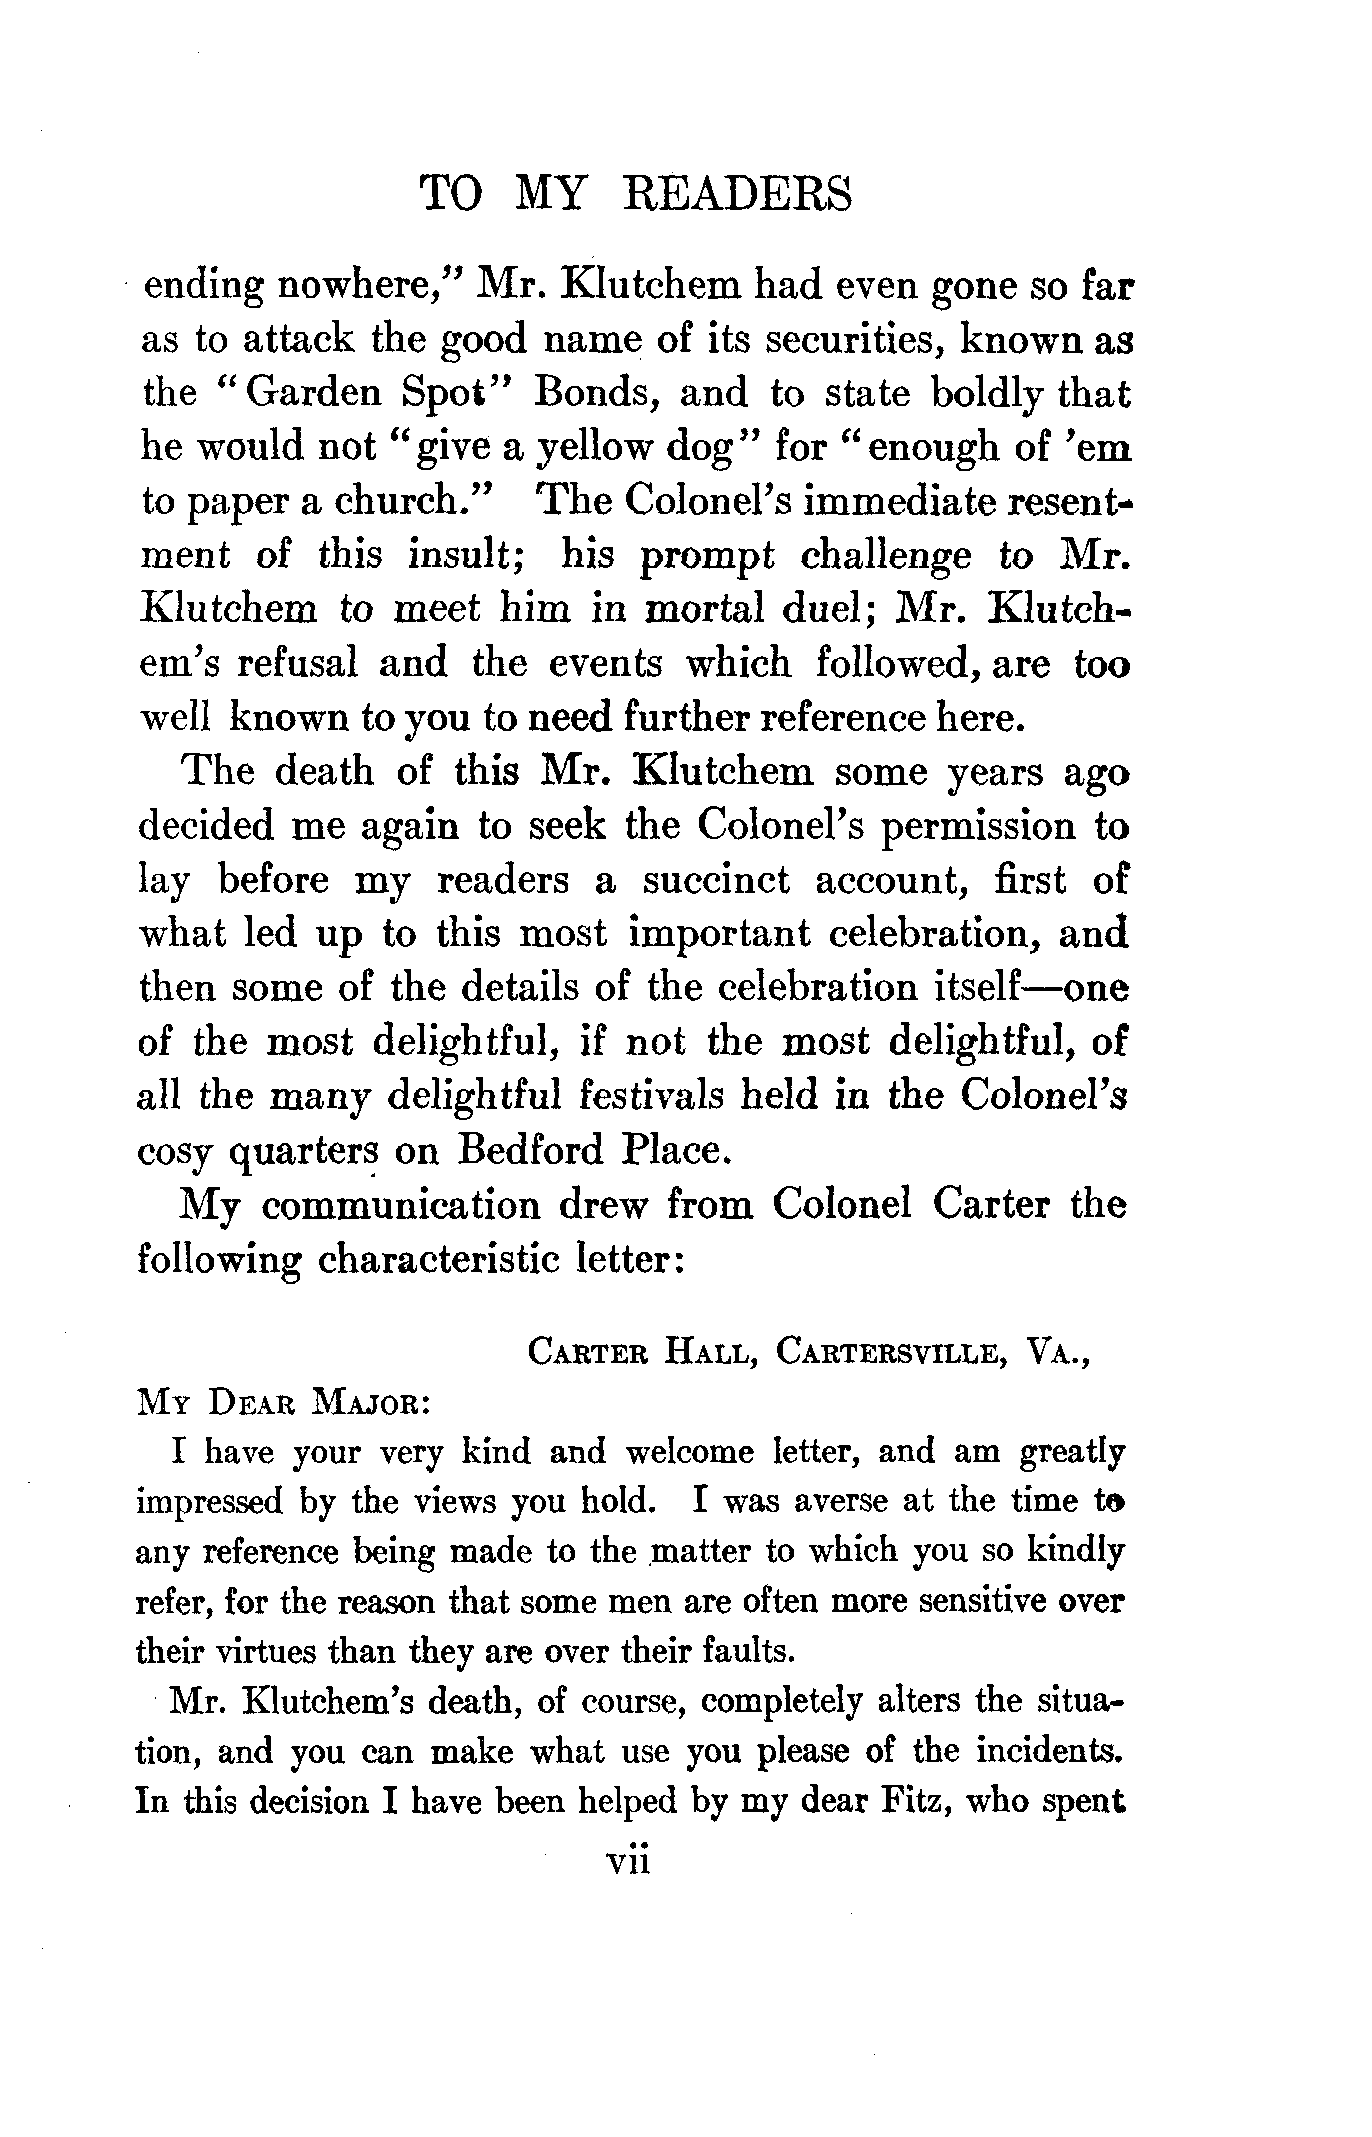 TO MY READERS
ending nowhere,” Mr. Klutchem had even gone so far
as to attack the good name of its securities, known as
the “Garden Spot” Bonds, and to state boldly that
he would not “give a yellow dog” for “enough of ’em
to paper a church.” The Colonel’s immediate resent-
ment of this insult; his prompt challenge to Mr.
Klutchem to meet him in mortal duel; Mr. Klutch-
em’s refusal and the events which followed, are too
well known to you to need further reference here.
The death of this Mr. Klutchem some years ago
decided me again to seek the Colonel’s permission to
lay before my readers a succinct account, first of
what led up to this most important celebration, and
then some of the details of the celebration itself—one
of the most delightful, if not the most delightful, of
all the many delightful festivals held in the Colonel’s
cosy quarters on Bedford Place.
My communication drew from Colonel Carter the
following characteristic letter:
CARTER HALL, CARTERSVILLE, VA.,
MY DEAR MAJOR:
I have your very kind and welcome letter, and am greatly
impressed by the views you hold. I was averse at the time to
any reference being made to the matter to which you so kindly
refer, for the reason that some men are often more sensitive over
their virtues than they are over their faults.
Mr. Klutchem’s death, of course, completely alters the situa-
tion, and you can make what use you please of the incidents.
In this decision I have been helped by my dear Fitz, who spent
vii